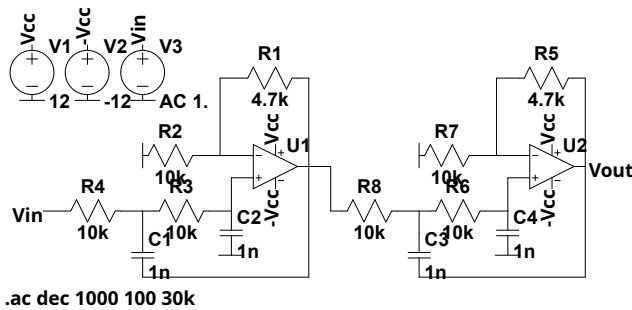 Vcc V1 12
-Vcc V2 -12
Vin V3 AC 1.
R1 4.7k
R5 4.7k
R2 10k
Vcc U1 -Vcc
R7 10k
Vcc U2 -Vcc
Vout
Vin
R4 10k
R3 10k
C2 1n
C1 1n
R8 10k
R6 10k
C4 1n
C3 1n
.ac dec 1000 100 30k